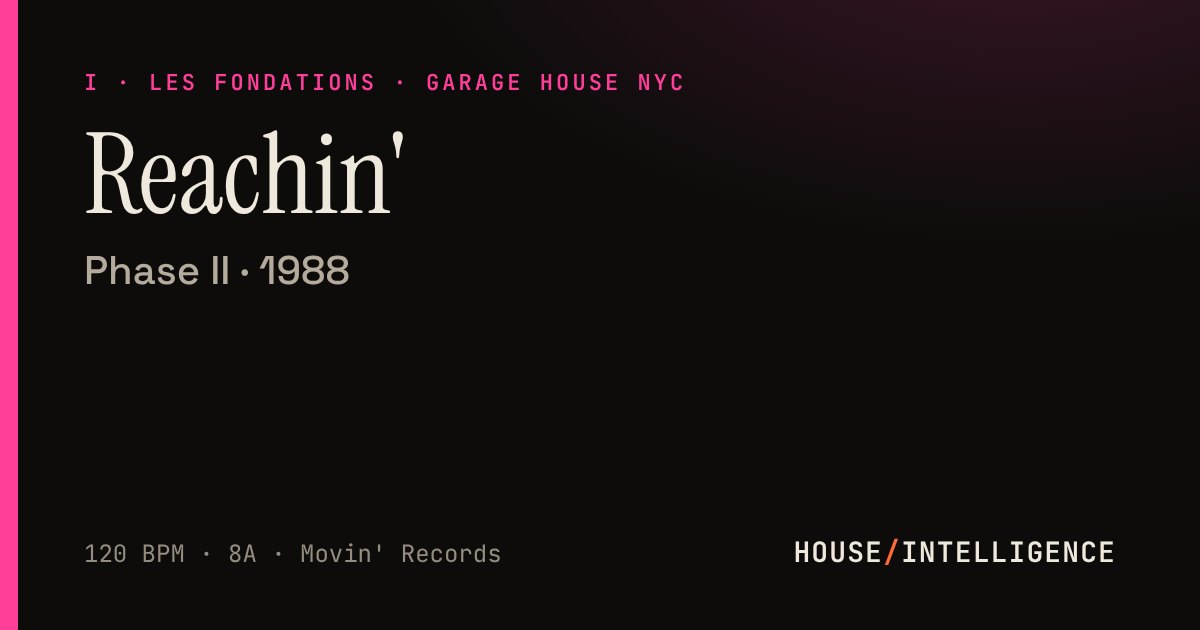 I · LES FONDATIONS · GARAGE HOUSE NYC
Reachin'
Phase II · 1988
120 BPM · 8A · Movin' Records
HOUSE/INTELLIGENCE